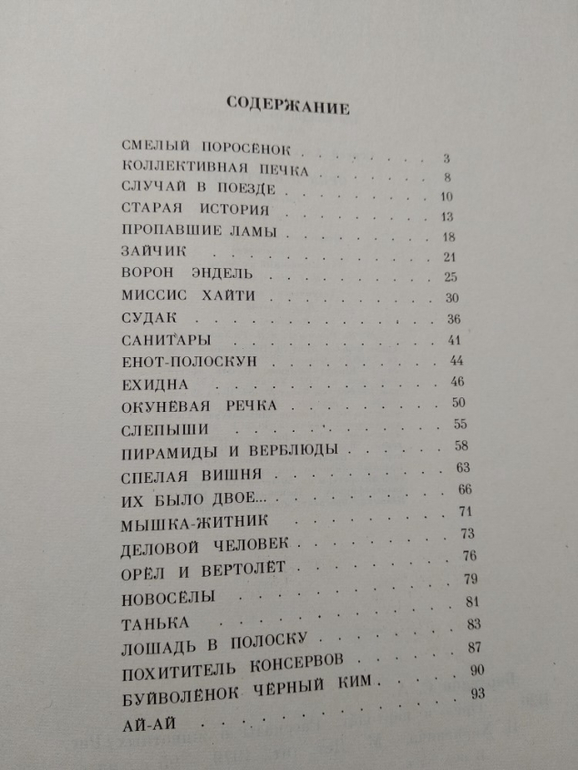 СОДЕРЖАНИЕ
СМЕЛЫЙ ПОРОСЁНОК . . . . . . . . 3
КОЛЛЕКТИВНАЯ ПЕЧКА . . . . . . . 8
СЛУЧАЙ В ПОЕЗДЕ . . . . . . . . 10
СТАРАЯ ИСТОРИЯ . . . . . . . . 13
ПРОПАВШИЕ ЛАМЫ . . . . . . . . 18
ЗАЙЧИК . . . . . . . . . . . 21
ВОРОН ЭНДЕЛЬ . . . . . . . . . 25
МИССИС ХАЙТИ . . . . . . . . . 30
СУДАК . . . . . . . . . . . . 36
САНИТАРЫ . . . . . . . . . . 41
ЕНОТ-ПОЛОСКУН . . . . . . . . . 44
ЕХИДНА . . . . . . . . . . . 46
ОКУНЁВАЯ РЕЧКА . . . . . . . . 50
СЛЕПЫШИ . . . . . . . . . . 55
ПИРАМИДЫ И ВЕРБЛЮДЫ . . . . . . 58
СПЕЛАЯ ВИШНЯ . . . . . . . . . 63
ИХ БЫЛО ДВОЕ... . . . . . . . . 66
МЫШКА-ЖИТНИК . . . . . . . . 71
ДЕЛОВОЙ ЧЕЛОВЕК . . . . . . . . 73
ОРЁЛ И ВЕРТОЛЁТ . . . . . . . . 76
НОВОСЁЛЫ . . . . . . . . . . 79
ТАНЬКА . . . . . . . . . . . 81
ЛОШАДЬ В ПОЛОСКУ . . . . . . . 83
ПОХИТИТЕЛЬ КОНСЕРВОВ . . . . . . 87
БУЙВОЛЁНОК ЧЁРНЫЙ КИМ . . . . . 90
АЙ-АЙ . . . . . . . . . . . 93